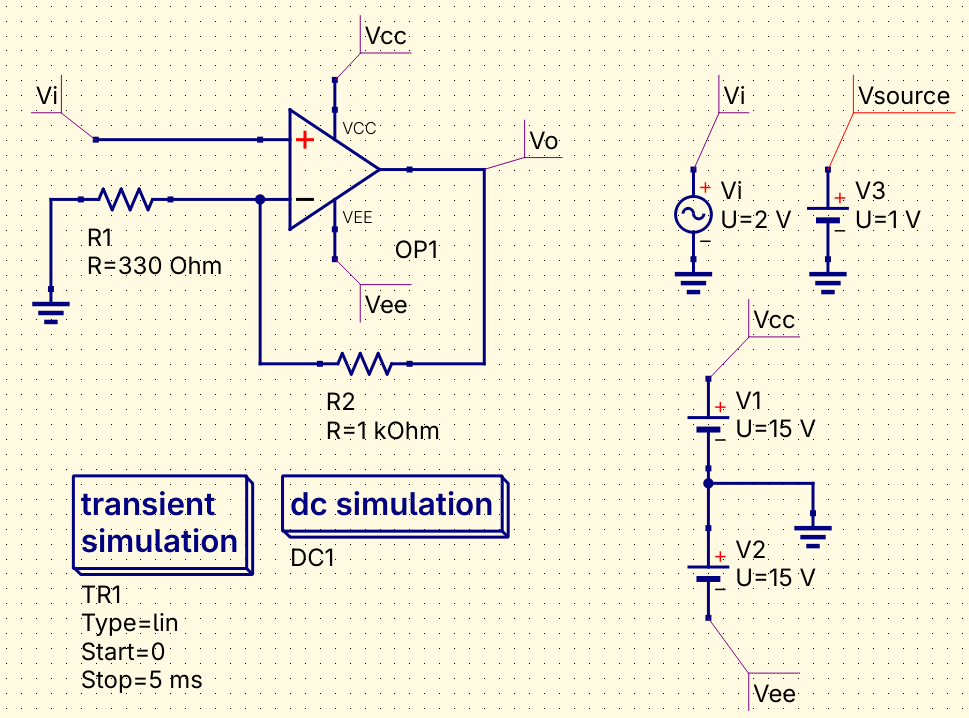 Vcc
Vi
VCC
Vo
VEE
OP1
R1
R=330 Ohm
Vee
R2
R=1 kOhm
Vi
Vsource
Vi
U=2 V
V3
U=1 V
Vcc
V1
U=15 V
V2
U=15 V
Vee
transient
simulation
TR1
Type=lin
Start=0
Stop=5 ms
dc simulation
DC1